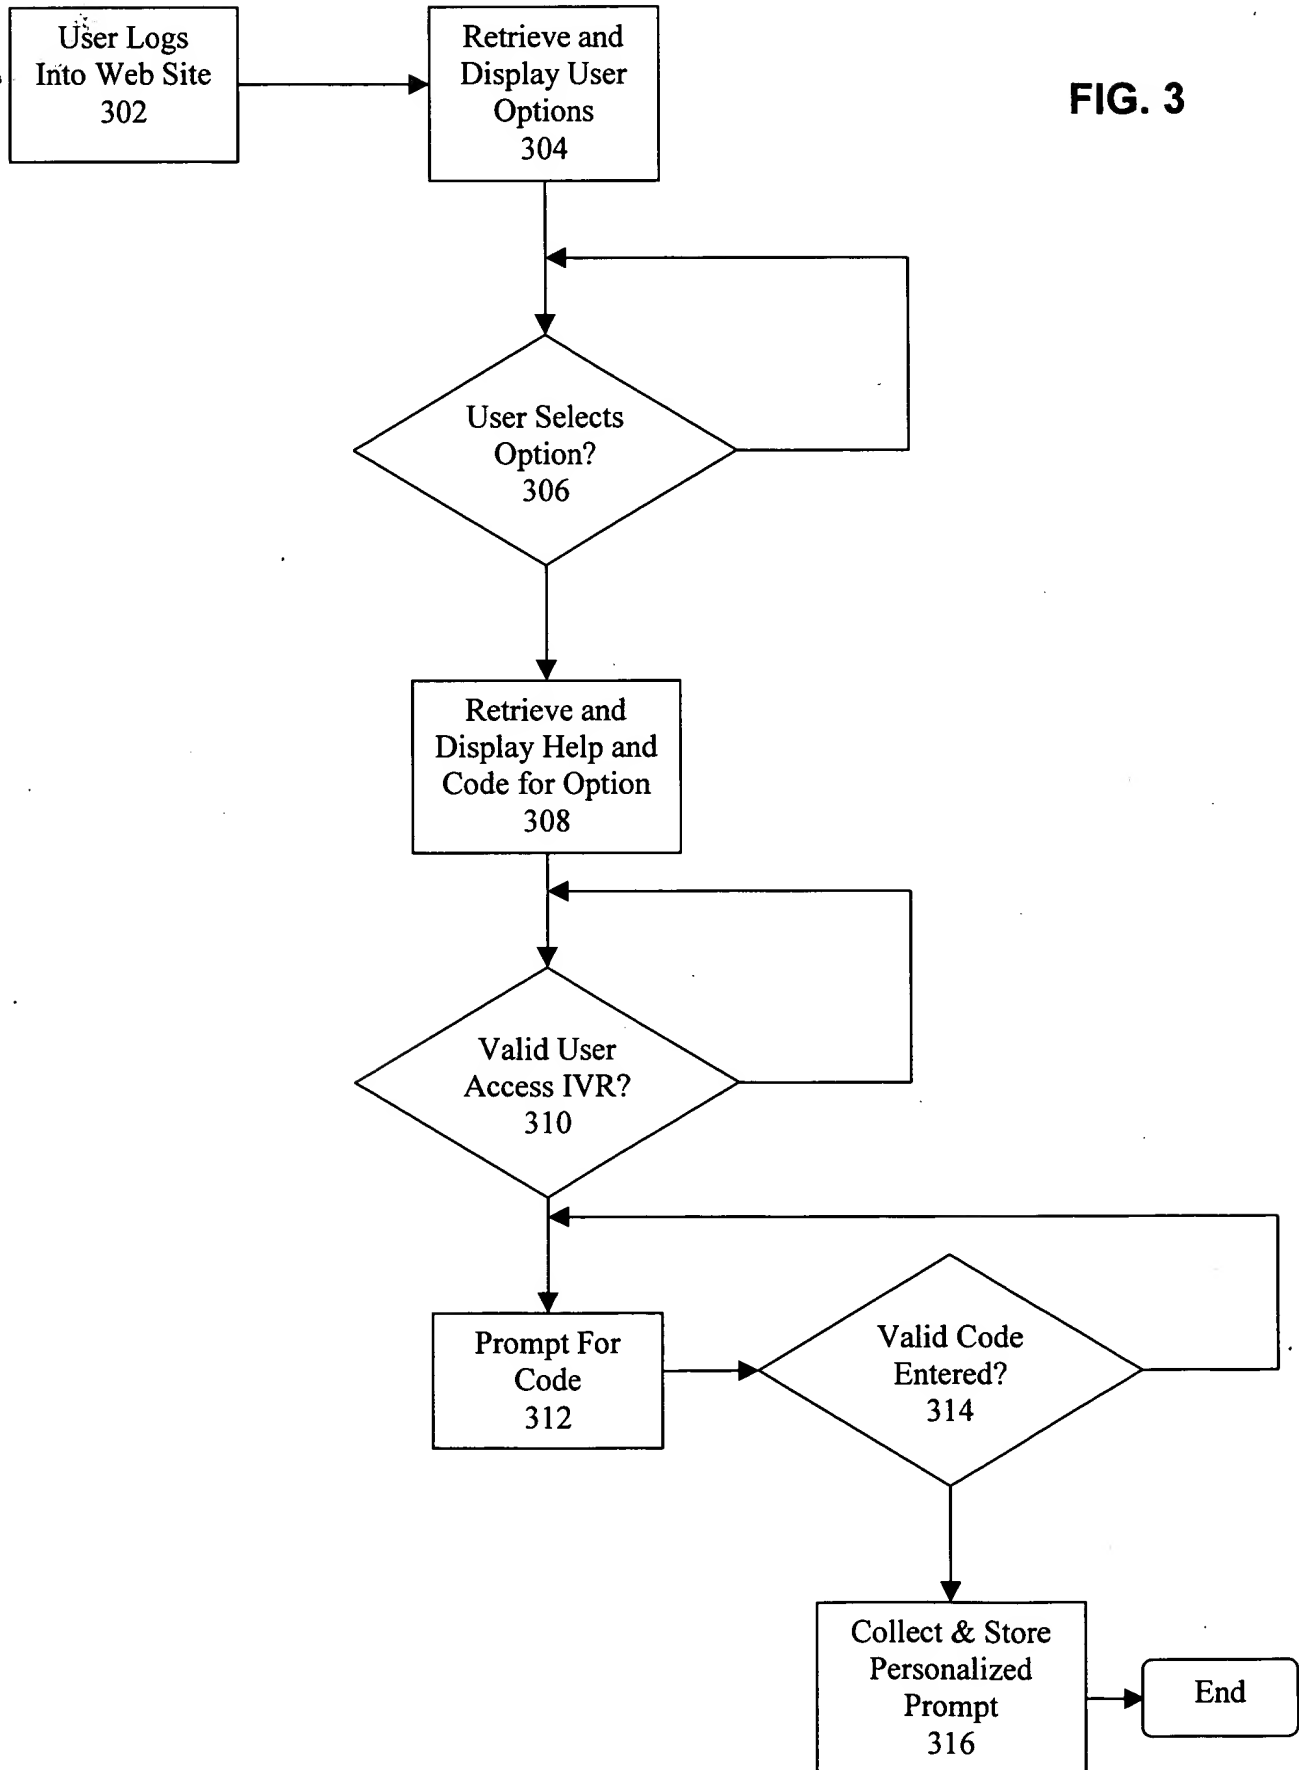 User Logs
Into Web Site
302
Retrieve and
Display User
Options
304
FIG. 3
User Selects
Option?
306
Retrieve and
Display Help and
Code for Option
308
Valid User
Access IVR?
310
Prompt For
Code
312
Valid Code
Entered?
314
Collect & Store
Personalized
Prompt
316
End